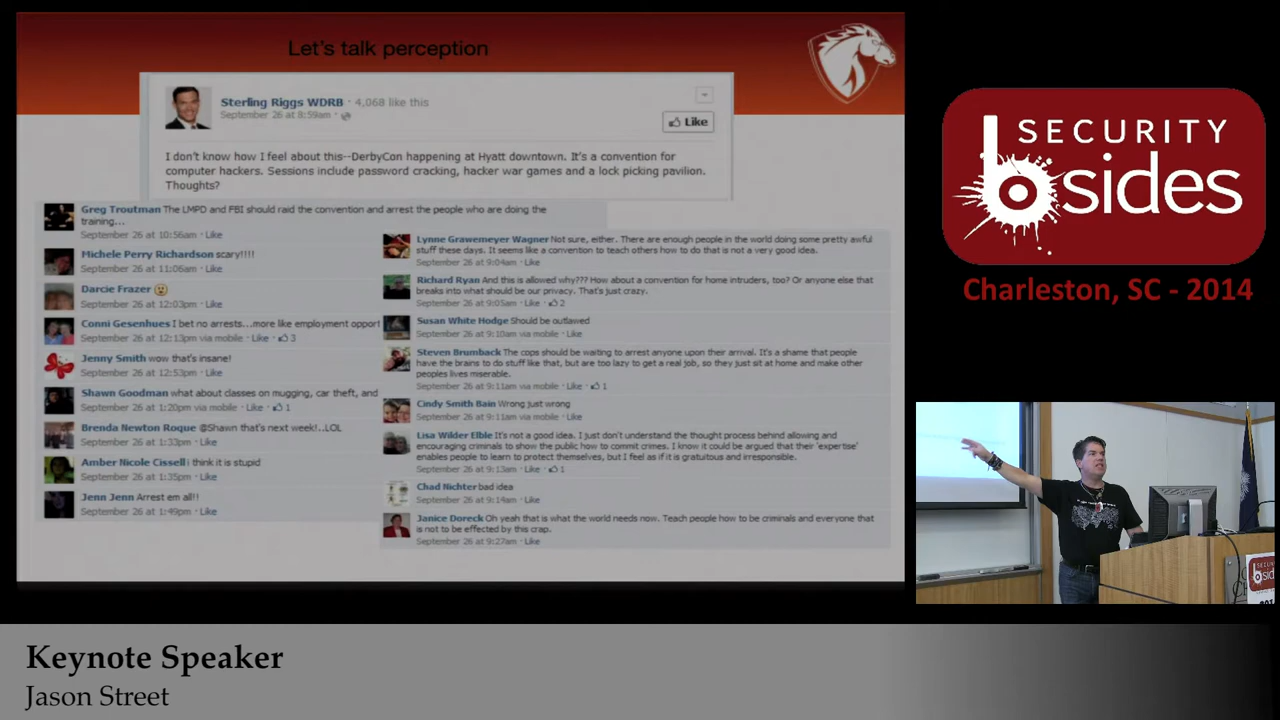 Let's talk perception
Sterling Riggs WDRB · 4,068 like this
September 26 at 8:59am ·
Like
I don't know how I feel about this--DerbyCon happening at Hyatt downtown. It's a convention for
computer hackers. Sessions include password cracking, hacker war games and a lock picking pavilion.
Thoughts?
Greg Troutman The LMPD and FBI should raid the convention and arrest the people who are doing the
training...
September 26 at 10:56am · Like
Michele Perry Richardson scary!!!!
September 26 at 11:06am · Like
Darcie Frazer
September 26 at 12:03pm · Like
Conni Gesenhues I bet no arrests...more like employment opport
September 26 at 12:13pm via mobile · Like · 3
Jenny Smith wow that's insane!
September 26 at 12:53pm · Like
Shawn Goodman what about classes on mugging, car theft, and
September 26 at 1:20pm via mobile · Like · 1
Brenda Newton Roque @Shawn that's next week!..LOL
September 26 at 1:33pm · Like
Amber Nicole Cissell i think it is stupid
September 26 at 1:35pm · Like
Jenn Jenn Arrest em all!!
September 26 at 1:49pm · Like
Lynne Grawemeyer Wagner Not sure, either. There are enough people in the world doing some pretty awful
stuff these days. It seems like a convention to teach others how to do that is not a very good idea.
September 26 at 9:04am · Like
Richard Ryan And this is allowed why??? How about a convention for home intruders, too? Or anyone else that
breaks into what should be our privacy. That's just crazy.
September 26 at 9:05am · Like · 2
Susan White Hodge Should be outlawed
September 26 at 9:10am via mobile · Like
Steven Brumback The cops should be waiting to arrest anyone upon their arrival. It's a shame that people
have the brains to do stuff like that, but are too lazy to get a real job, so they just sit at home and make other
peoples lives miserable.
September 26 at 9:11am via mobile · Like · 1
Cindy Smith Bain Wrong just wrong
September 26 at 9:11am via mobile · Like
Lisa Wilder Elble It's not a good idea. I just don't understand the thought process behind allowing and
encouraging criminals to show the public how to commit crimes. I know it could be argued that their 'expertise'
enables people to learn to protect themselves, but I feel as if it is gratuitous and irresponsible.
September 26 at 9:13am · Like · 1
Chad Nichter bad idea
September 26 at 9:14am · Like
Janice Doreck Oh yeah that is what the world needs now. Teach people how to be criminals and everyone that
is not to be effected by this crap.
September 26 at 9:27am · Like
SECURITY
bsides
Charleston, SC - 2014
Keynote Speaker
Jason Street